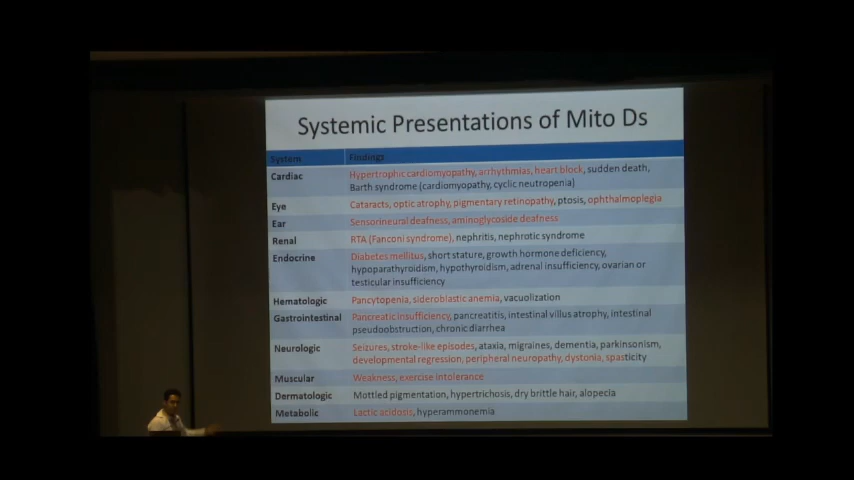 Systemic Presentations of Mito Ds
System Findings
Cardiac Hypertrophic cardiomyopathy, arrhythmias, heart block, sudden death,
Barth syndrome (cardiomyopathy, cyclic neutropenia)
Eye Cataracts, optic atrophy, pigmentary retinopathy, ptosis, ophthalmoplegia
Ear Sensorineural deafness, aminoglycoside deafness
Renal RTA (Fanconi syndrome), nephritis, nephrotic syndrome
Endocrine Diabetes mellitus, short stature, growth hormone deficiency,
hypoparathyroidism, hypothyroidism, adrenal insufficiency, ovarian or
testicular insufficiency
Hematologic Pancytopenia, sideroblastic anemia, vacuolization
Gastrointestinal Pancreatic insufficiency, pancreatitis, intestinal villus atrophy, intestinal
pseudoobstruction, chronic diarrhea
Neurologic Seizures, stroke-like episodes, ataxia, migraines, dementia, parkinsonism,
developmental regression, peripheral neuropathy, dystonia, spasticity
Muscular Weakness, exercise intolerance
Dermatologic Mottled pigmentation, hypertrichosis, dry brittle hair, alopecia
Metabolic Lactic acidosis, hyperammonemia